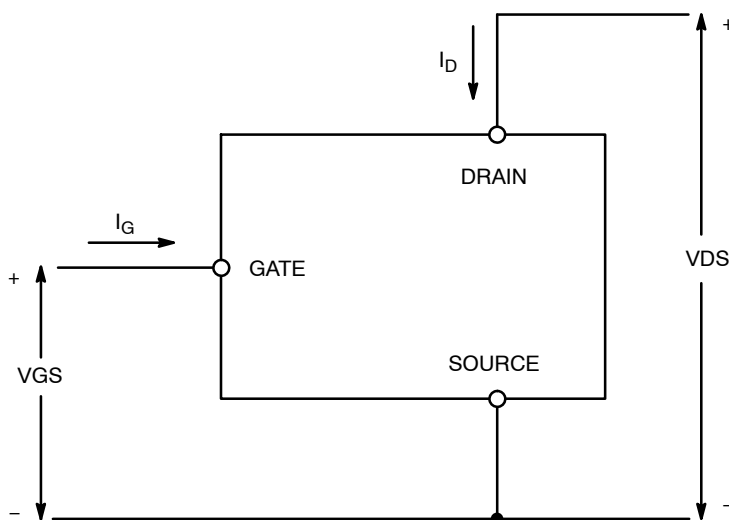 +
I_D
DRAIN
I_G
GATE
+
VDS
SOURCE
VGS
−
−